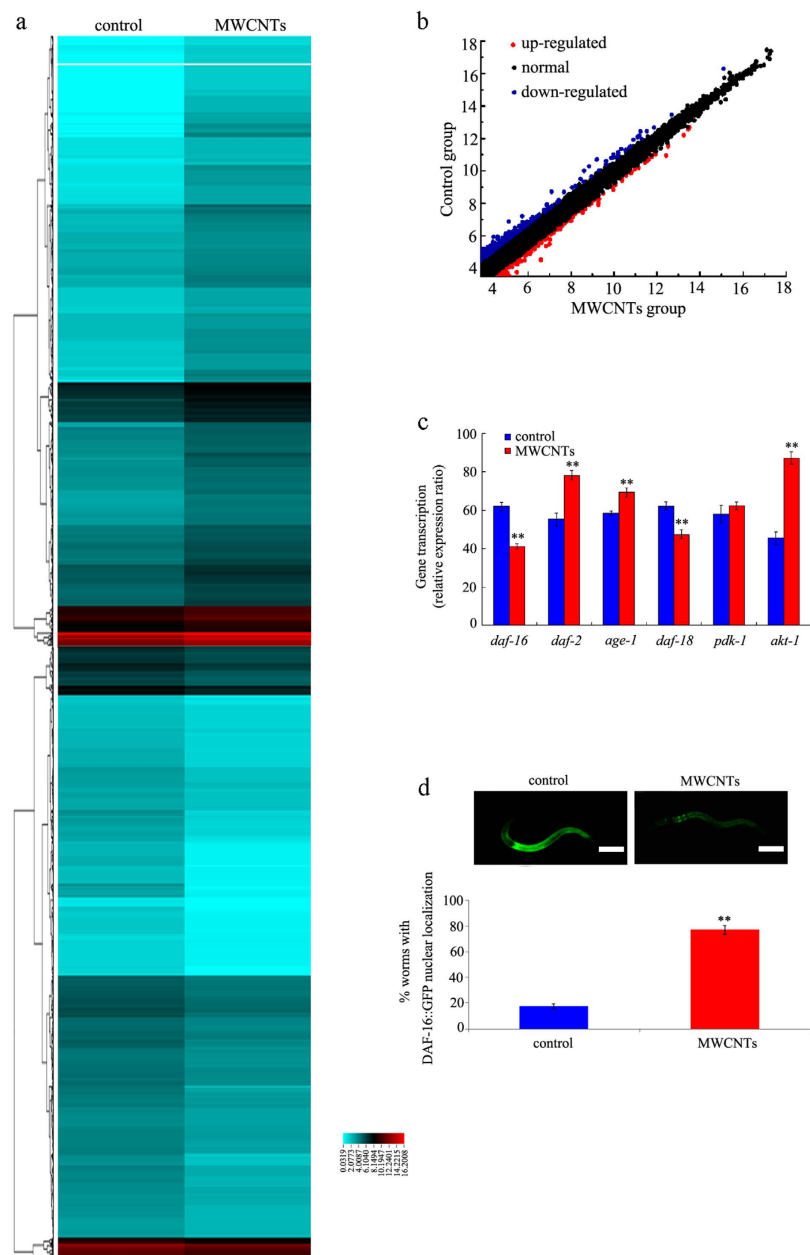 a
control MWCNTs
0.0319
2.0773
4.0087
6.1040
8.1494
10.1947
12.2401
14.2215
16.2008
b
up-regulated
normal
down-regulated
Control group
18
16
14
12
10
8
6
4
4 6 8 10 12 14 16 18
MWCNTs group
c
control
MWCNTs
Gene transcription
(relative expression ratio)
100
80
60
40
20
0
** ** ** ** **
daf-16 daf-2 age-1 daf-18 pdk-1 akt-1
d
control MWCNTs
% worms with
DAF-16::GFP nuclear localization
100
80
60
40
20
0
**
control MWCNTs